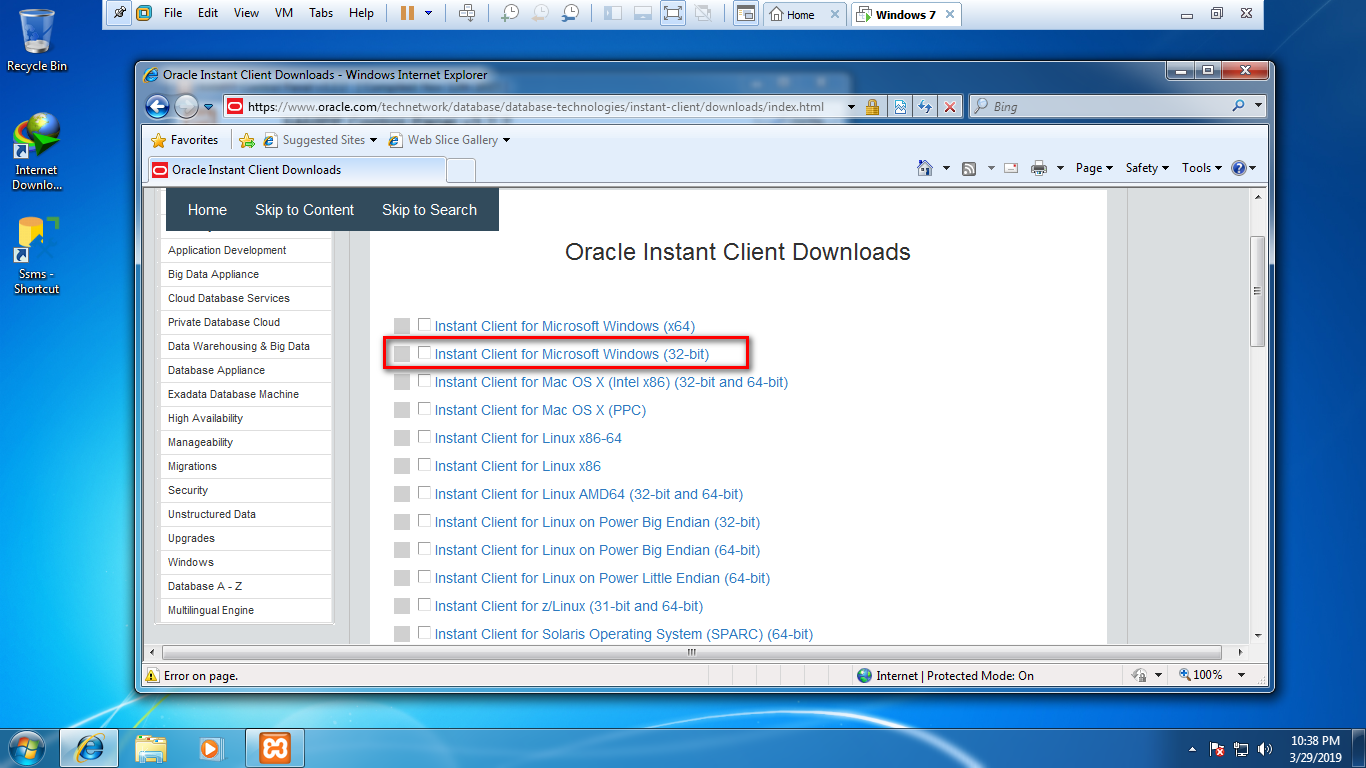 File Edit View VM Tabs Help
Home
Windows 7
Recycle Bin
Internet
Downlo...
Ssms -
Shortcut
Oracle Instant Client Downloads - Windows Internet Explorer
https://www.oracle.com/technetwork/database/database-technologies/instant-client/downloads/index.html
Bing
Favorites
Suggested Sites
Web Slice Gallery
Oracle Instant Client Downloads
Page
Safety
Tools
Home
Skip to Content
Skip to Search
Application Development
Big Data Appliance
Cloud Database Services
Private Database Cloud
Data Warehousing & Big Data
Database Appliance
Exadata Database Machine
High Availability
Manageability
Migrations
Security
Unstructured Data
Upgrades
Windows
Database A - Z
Multilingual Engine
Oracle Instant Client Downloads
Instant Client for Microsoft Windows (x64)
Instant Client for Microsoft Windows (32-bit)
Instant Client for Mac OS X (Intel x86) (32-bit and 64-bit)
Instant Client for Mac OS X (PPC)
Instant Client for Linux x86-64
Instant Client for Linux x86
Instant Client for Linux AMD64 (32-bit and 64-bit)
Instant Client for Linux on Power Big Endian (32-bit)
Instant Client for Linux on Power Big Endian (64-bit)
Instant Client for Linux on Power Little Endian (64-bit)
Instant Client for z/Linux (31-bit and 64-bit)
Instant Client for Solaris Operating System (SPARC) (64-bit)
Error on page.
Internet | Protected Mode: On
100%
10:38 PM
3/29/2019